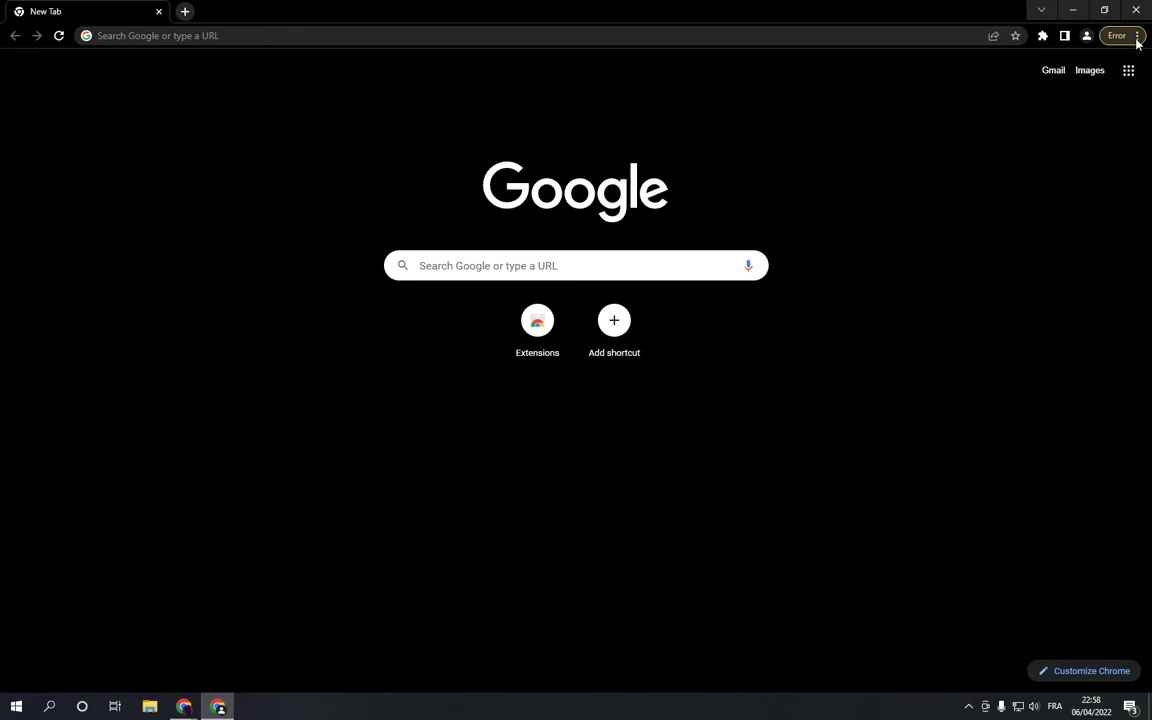 New Tab
Search Google or type a URL
Error
Gmail Images
Google
Search Google or type a URL
Extensions
Add shortcut
Customize Chrome
FRA
22:58
06/04/2022
3